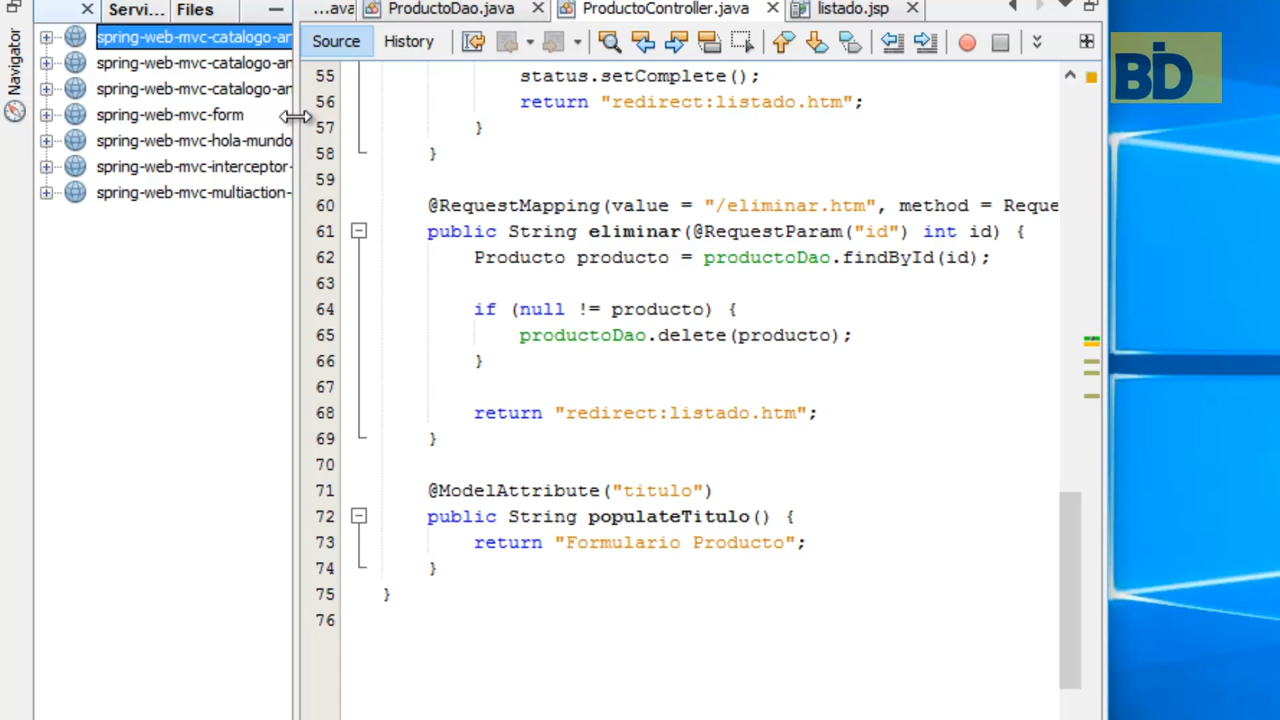 Servi...
Files
...ava
ProductoDao.java
ProductoController.java
listado.jsp
Source
History
Navigator
spring-web-mvc-catalogo-an
spring-web-mvc-catalogo-an
spring-web-mvc-catalogo-an
spring-web-mvc-form
spring-web-mvc-hola-mundo
spring-web-mvc-interceptor-
spring-web-mvc-multiaction-
BID
55 status.setComplete();
56 return "redirect:listado.htm";
57 }
58 }
59
60 @RequestMapping(value = "/eliminar.htm", method = Reque
61 public String eliminar(@RequestParam("id") int id) {
62 Producto producto = productoDao.findById(id);
63
64 if (null != producto) {
65 productoDao.delete(producto);
66 }
67
68 return "redirect:listado.htm";
69 }
70
71 @ModelAttribute("titulo")
72 public String populateTitulo() {
73 return "Formulario Producto";
74 }
75 }
76